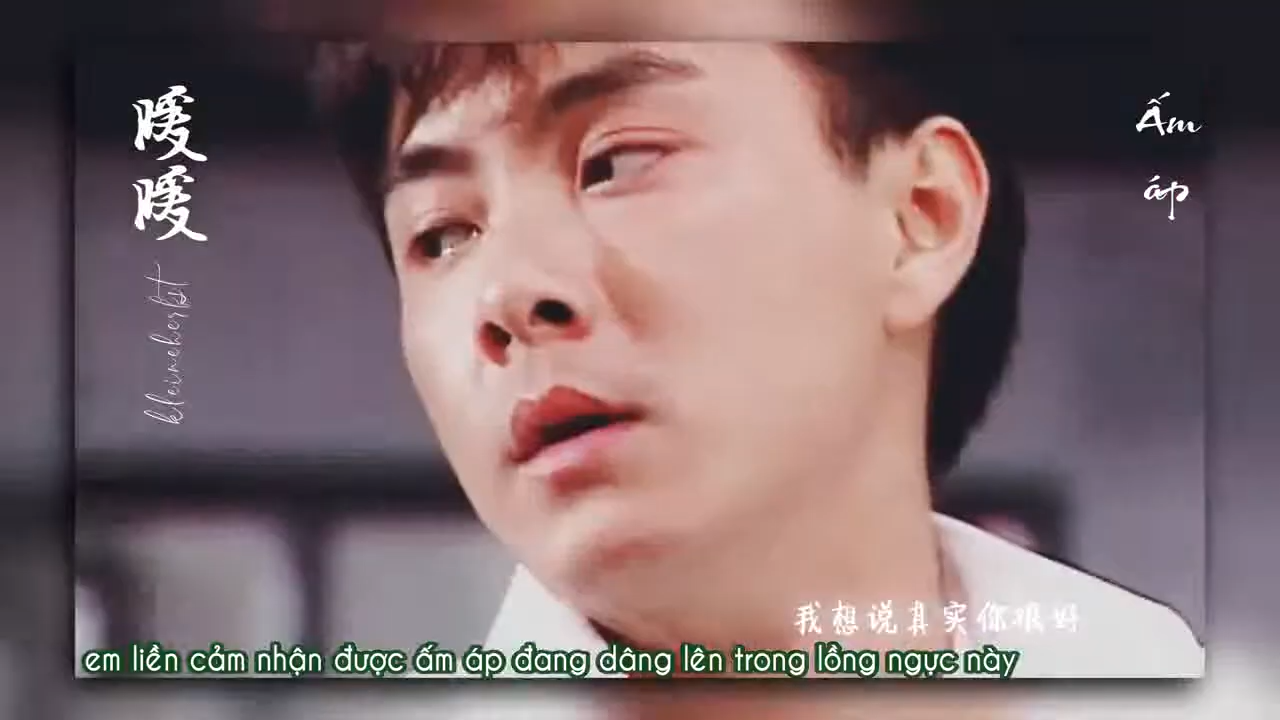 暖暖
kleineherbst
Ấm
áp
我想说其实你很好
em liền cảm nhận được ấm áp đang dâng lên trong lồng ngực này